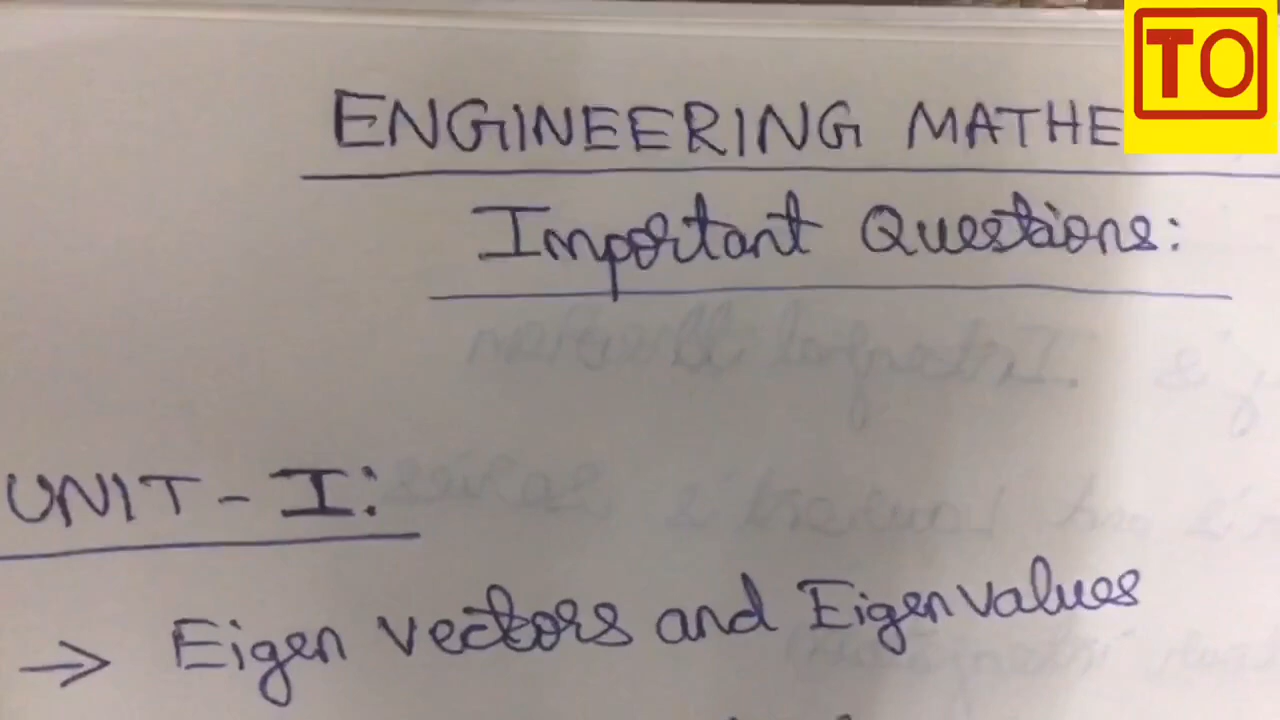 TO
ENGINEERING MATHE
Important Questions:
UNIT - I:
→ Eigen vectors and Eigen values